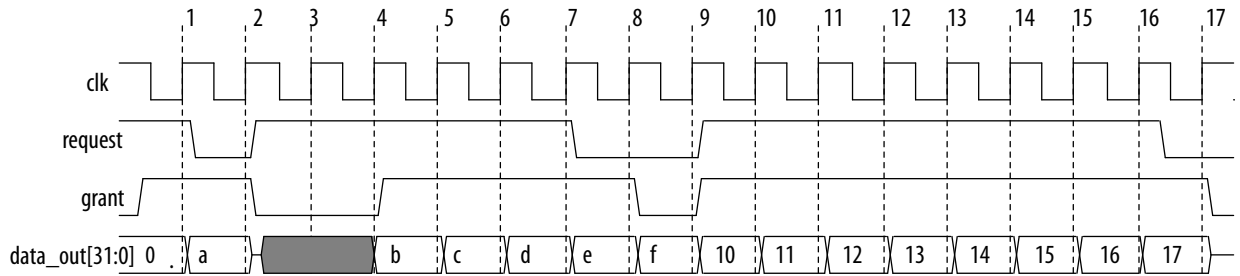 1 2 3 4 5 6 7 8 9 10 11 12 13 14 15 16 17
clk
request
grant
data_out[31:0] 0 . a b c d e f 10 11 12 13 14 15 16 17